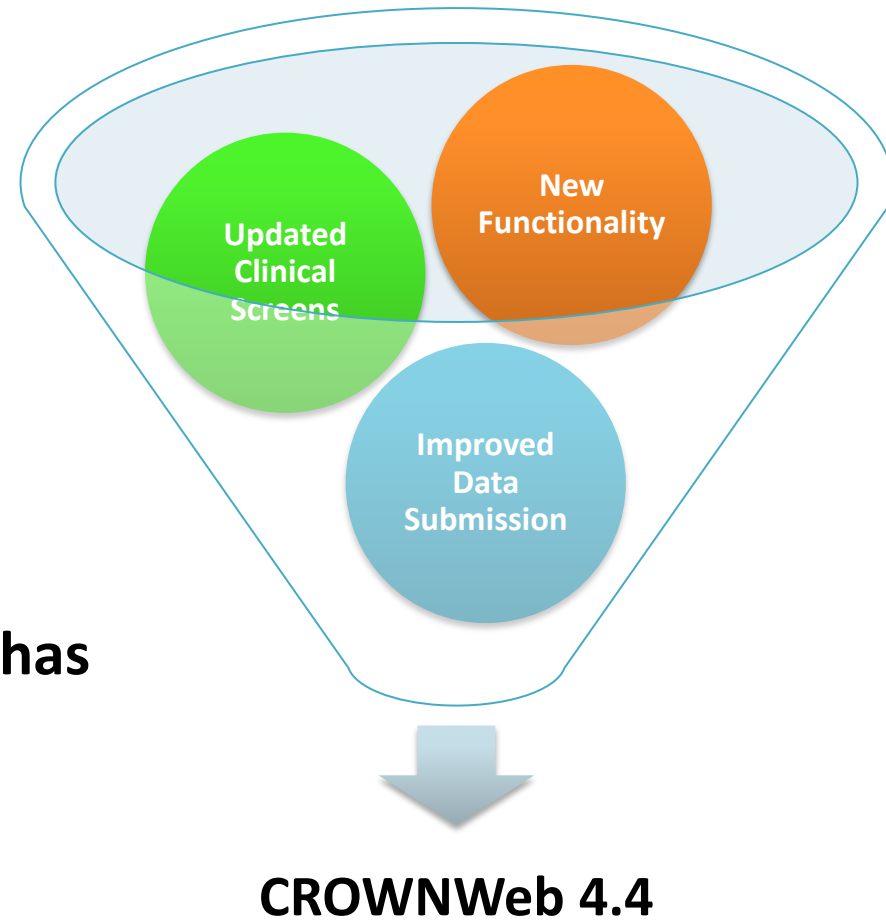 New
Functionality
Updated
Clinical
Screens
Improved
Data
Submission
has
CROWNWeb 4.4